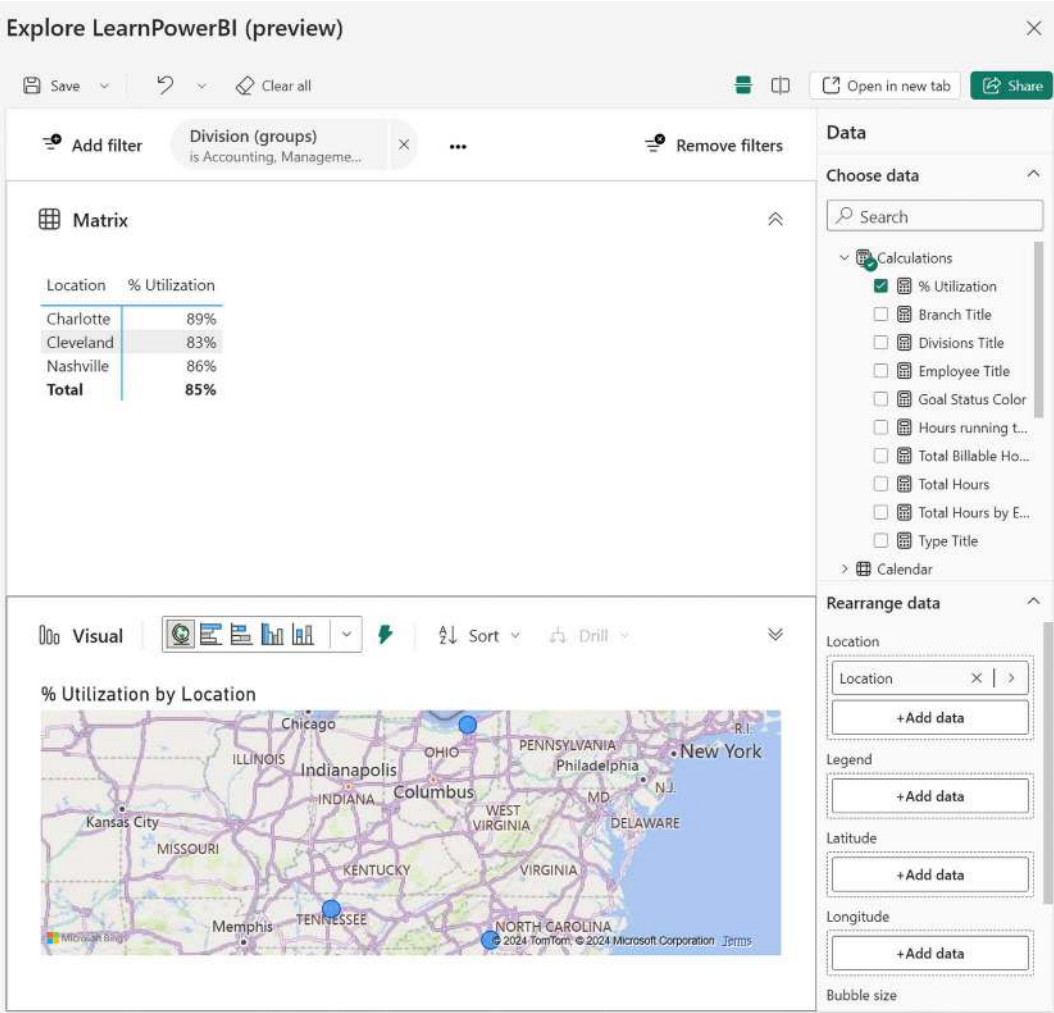 Explore LearnPowerBI (preview)
Save
Clear all
Open in new tab
Share
Add filter
Division (groups)
is Accounting, Manageme...
Remove filters
Matrix
Location % Utilization
Charlotte 89%
Cleveland 83%
Nashville 86%
Total 85%
Visual
Sort
Drill
% Utilization by Location
Chicago
ILLINOIS
Indianapolis
INDIANA
OHIO
Columbus
PENNSYLVANIA
Philadelphia
New York
R.I.
N.J.
MD.
DELAWARE
WEST
VIRGINIA
Kansas City
MISSOURI
KENTUCKY
VIRGINIA
Memphis
TENNESSEE
NORTH CAROLINA
Microsoft Bing
© 2024 TomTom, © 2024 Microsoft Corporation Terms
Data
Choose data
Search
Calculations
% Utilization
Branch Title
Divisions Title
Employee Title
Goal Status Color
Hours running t...
Total Billable Ho...
Total Hours
Total Hours by E...
Type Title
Calendar
Rearrange data
Location
Location
+Add data
Legend
+Add data
Latitude
+Add data
Longitude
+Add data
Bubble size